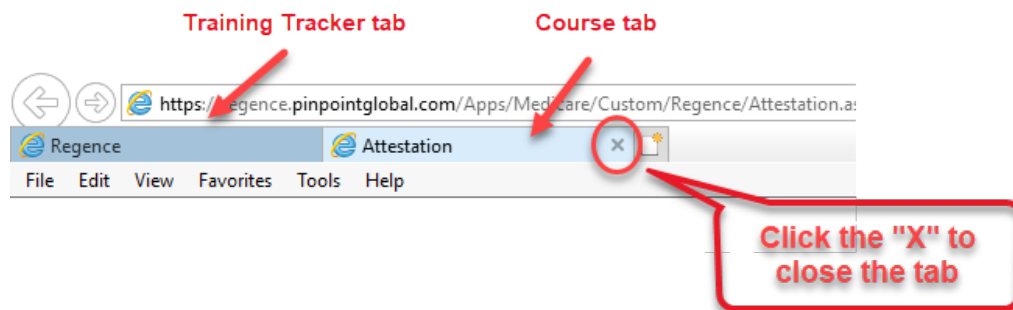 Training Tracker tab
Course tab
https://regence.pinpointglobal.com/Apps/Medicare/Custom/Regence/Attestation.as
Regence
Attestation
File Edit View Favorites Tools Help
Click the "X" to
close the tab